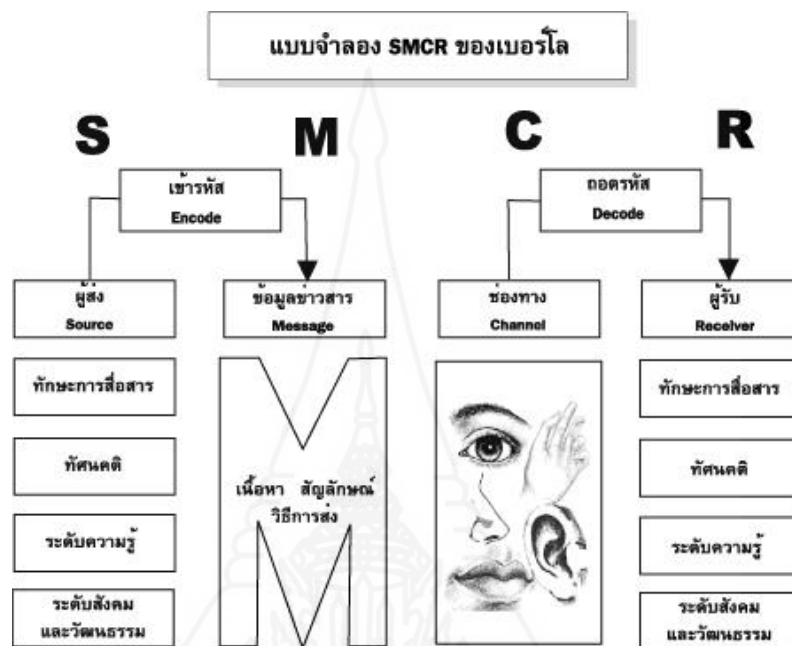 แบบจำลอง SMCR ของเบอร์โล
S M C R
เข้ารหัส
Encode
ถอดรหัส
Decode
ผู้ส่ง
Source
ข้อมูลข่าวสาร
Message
ช่องทาง
Channel
ผู้รับ
Recelver
ทักษะการสื่อสาร
ทัศนคติ
ระดับความรู้
ระดับสังคม
และวัฒนธรรม
เนื้อหา สัญลักษณ์
วิธีการส่ง
ทักษะการสื่อสาร
ทัศนคติ
ระดับความรู้
ระดับสังคม
และวัฒนธรรม